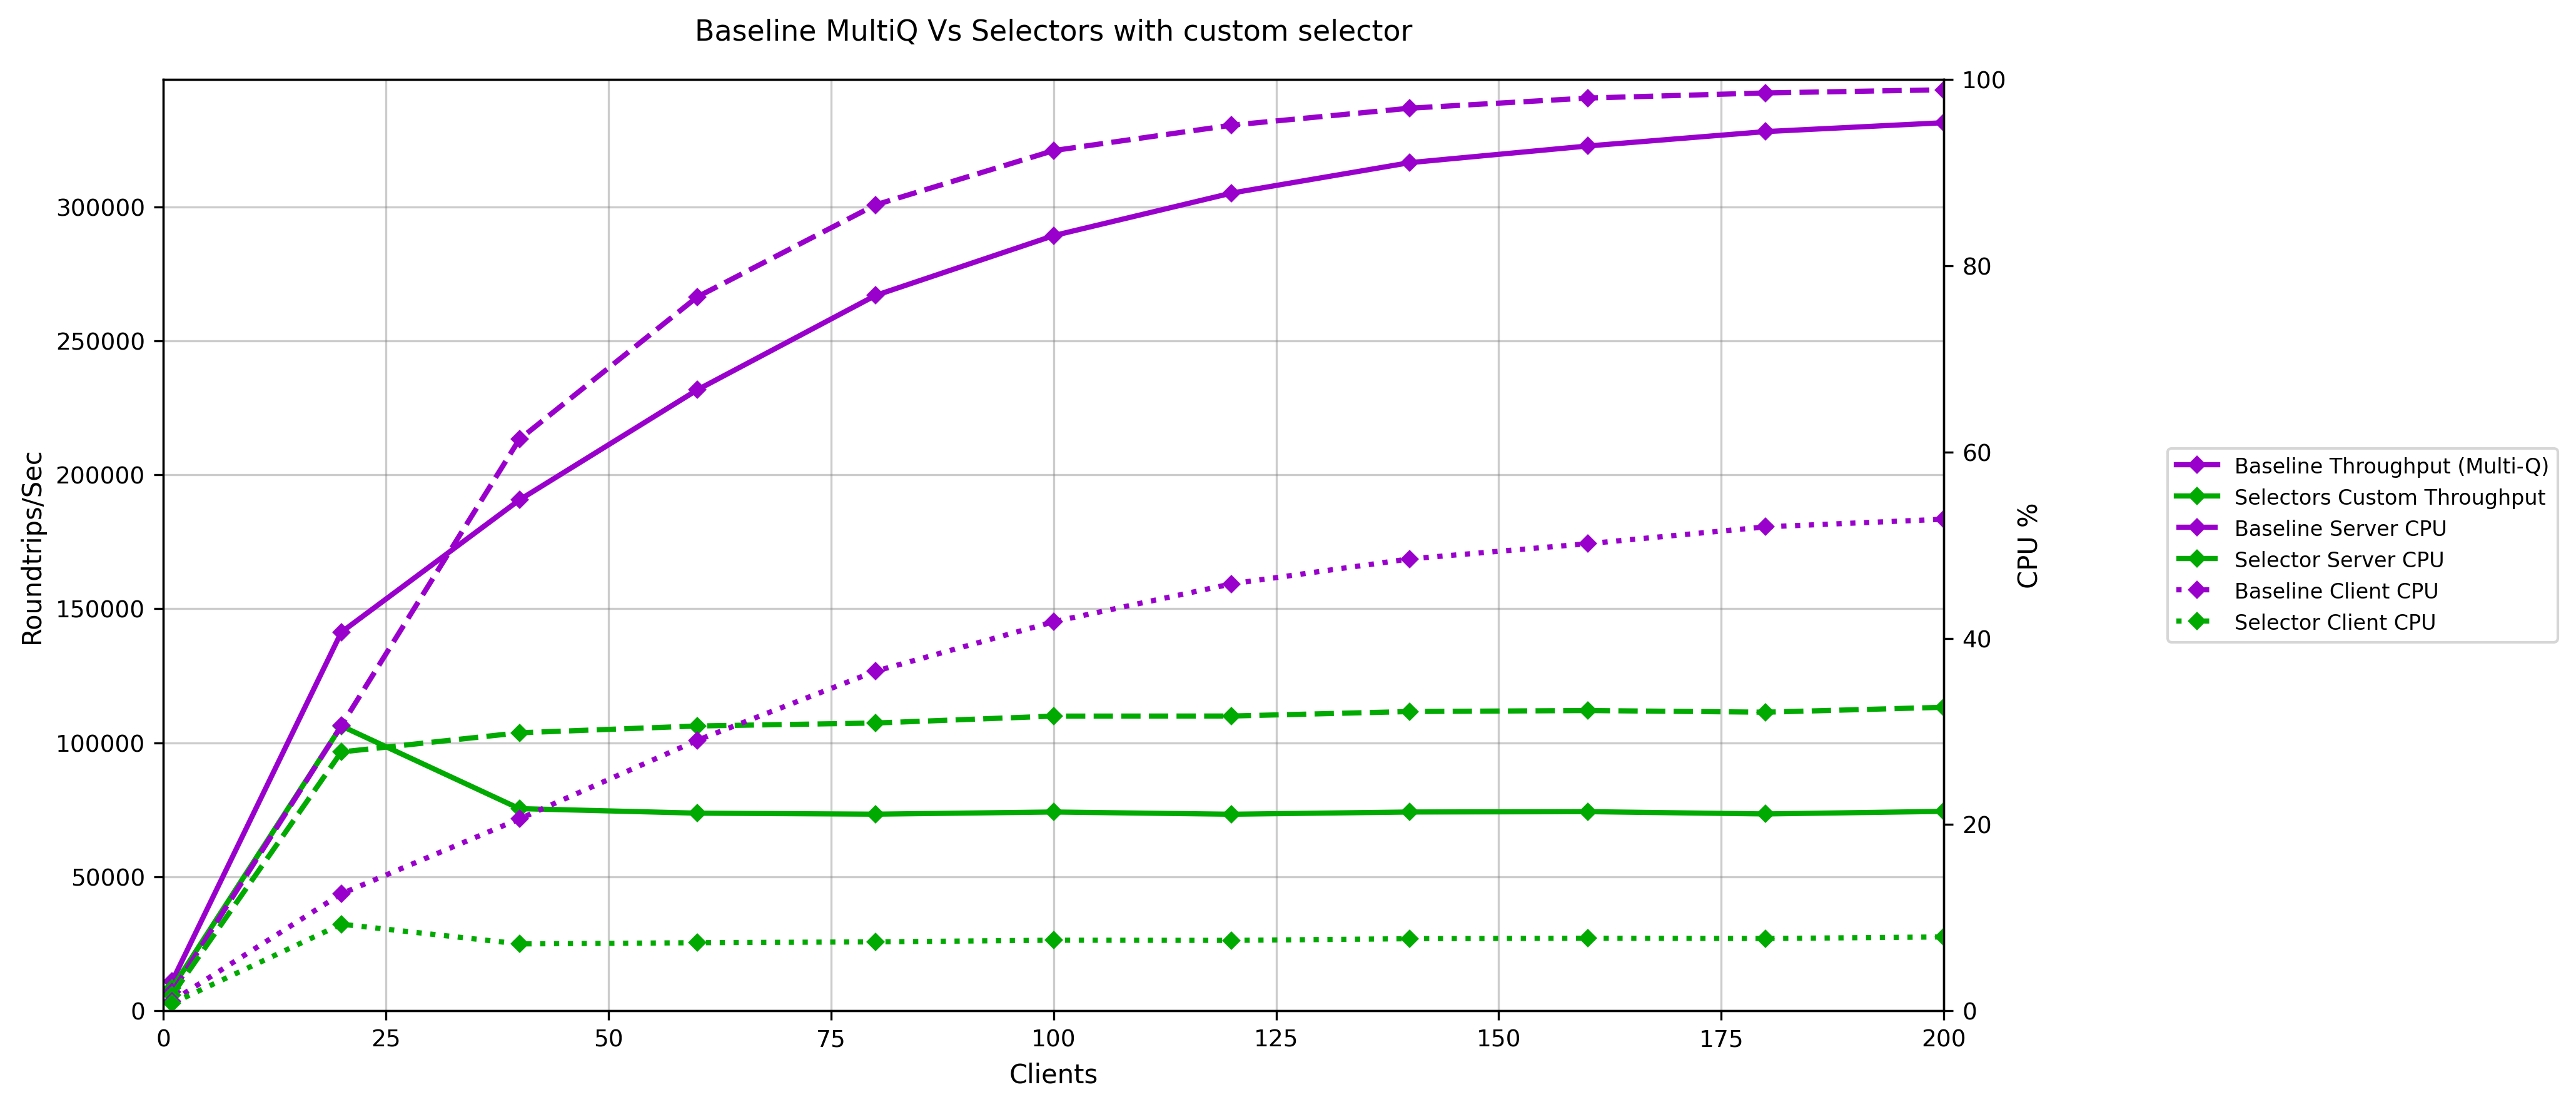 Baseline MultiQ Vs Selectors with custom selector
Roundtrips/Sec
300000
250000
200000
150000
100000
50000
0
0
25
50
75
100
125
150
175
200
Clients
100
80
60
40
20
0
CPU %
Baseline Throughput (Multi-Q)
Selectors Custom Throughput
Baseline Server CPU
Selector Server CPU
Baseline Client CPU
Selector Client CPU